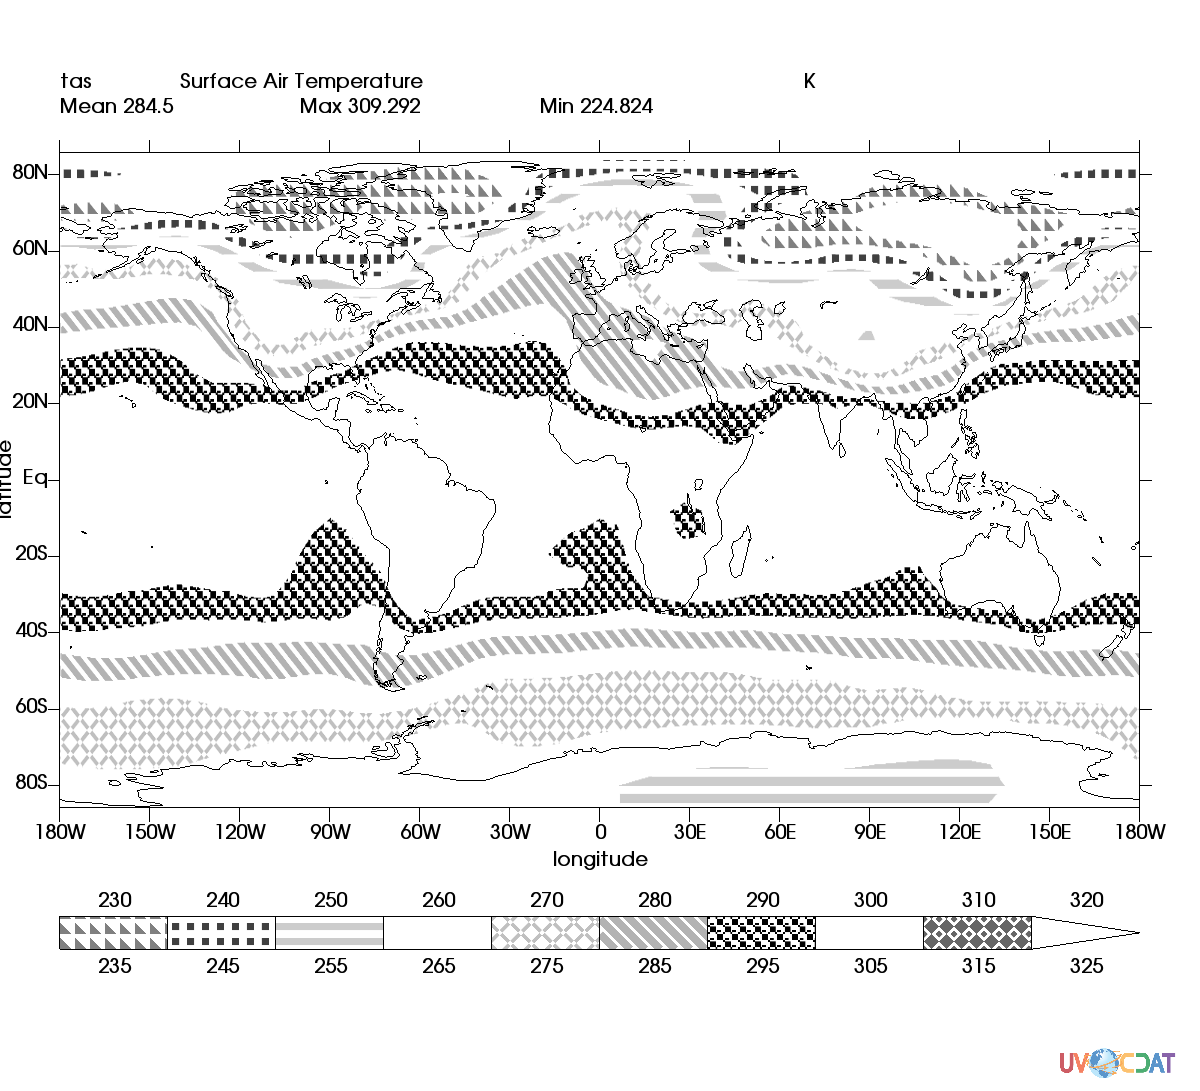 tas Surface Air Temperature K
Mean 284.5 Max 309.292 Min 224.824
80N
60N
40N
20N
Eq
20S
40S
60S
80S
latitude
180W 150W 120W 90W 60W 30W 0 30E 60E 90E 120E 150E 180W
longitude
230 240 250 260 270 280 290 300 310 320
235 245 255 265 275 285 295 305 315 325
UV CDAT